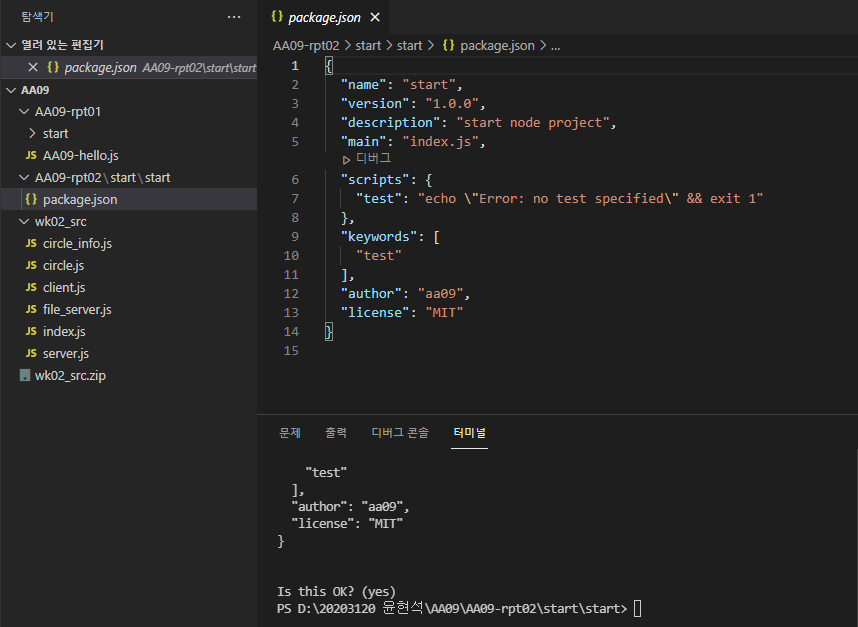 탐색기
···
열려 있는 편집기
{} package.json AA09-rpt02\start\start
AA09
AA09-rpt01
start
JS AA09-hello.js
AA09-rpt02\start\start
{} package.json
wk02_src
JS circle_info.js
JS circle.js
JS client.js
JS file_server.js
JS index.js
JS server.js
wk02_src.zip
{} package.json
AA09-rpt02 > start > start > {} package.json > ...
1 {
2 "name": "start",
3 "version": "1.0.0",
4 "description": "start node project",
5 "main": "index.js",
디버그
6 "scripts": {
7 "test": "echo \"Error: no test specified\" && exit 1"
8 },
9 "keywords": [
10 "test"
11 ],
12 "author": "aa09",
13 "license": "MIT"
14 }
15
문제 출력 디버그 콘솔 터미널
"test"
],
"author": "aa09",
"license": "MIT"
}
Is this OK? (yes)
PS D:\20203120 윤현석\AA09\AA09-rpt02\start\start>